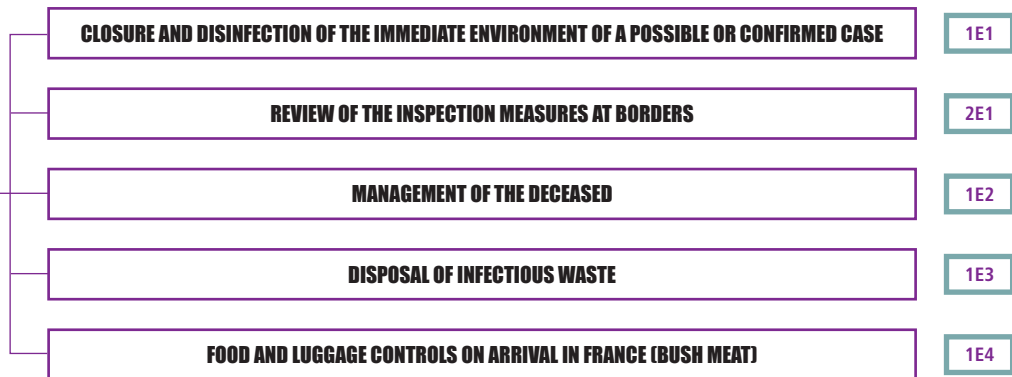 CLOSURE AND DISINFECTION OF THE IMMEDIATE ENVIRONMENT OF A POSSIBLE OR CONFIRMED CASE 1E1
REVIEW OF THE INSPECTION MEASURES AT BORDERS 2E1
MANAGEMENT OF THE DECEASED 1E2
DISPOSAL OF INFECTIOUS WASTE 1E3
FOOD AND LUGGAGE CONTROLS ON ARRIVAL IN FRANCE (BUSH MEAT) 1E4